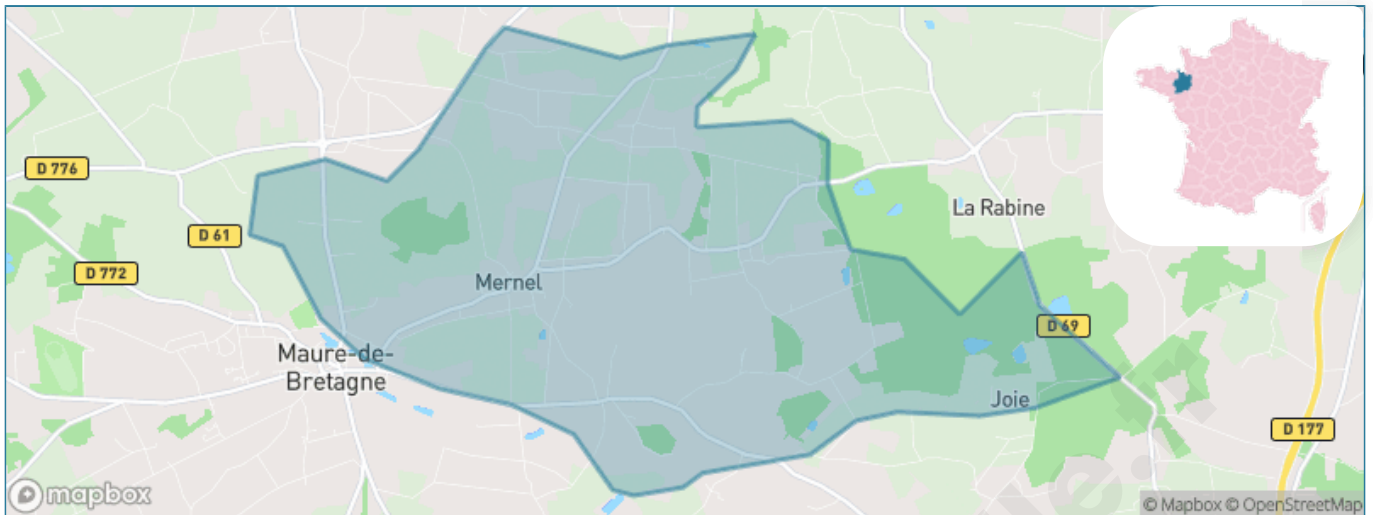 D 776
La Rabine
D 61
D 772
Mernel
D 69
Maure-de-
Bretagne
Joie
D 177
mapbox
© Mapbox © OpenStreetMap